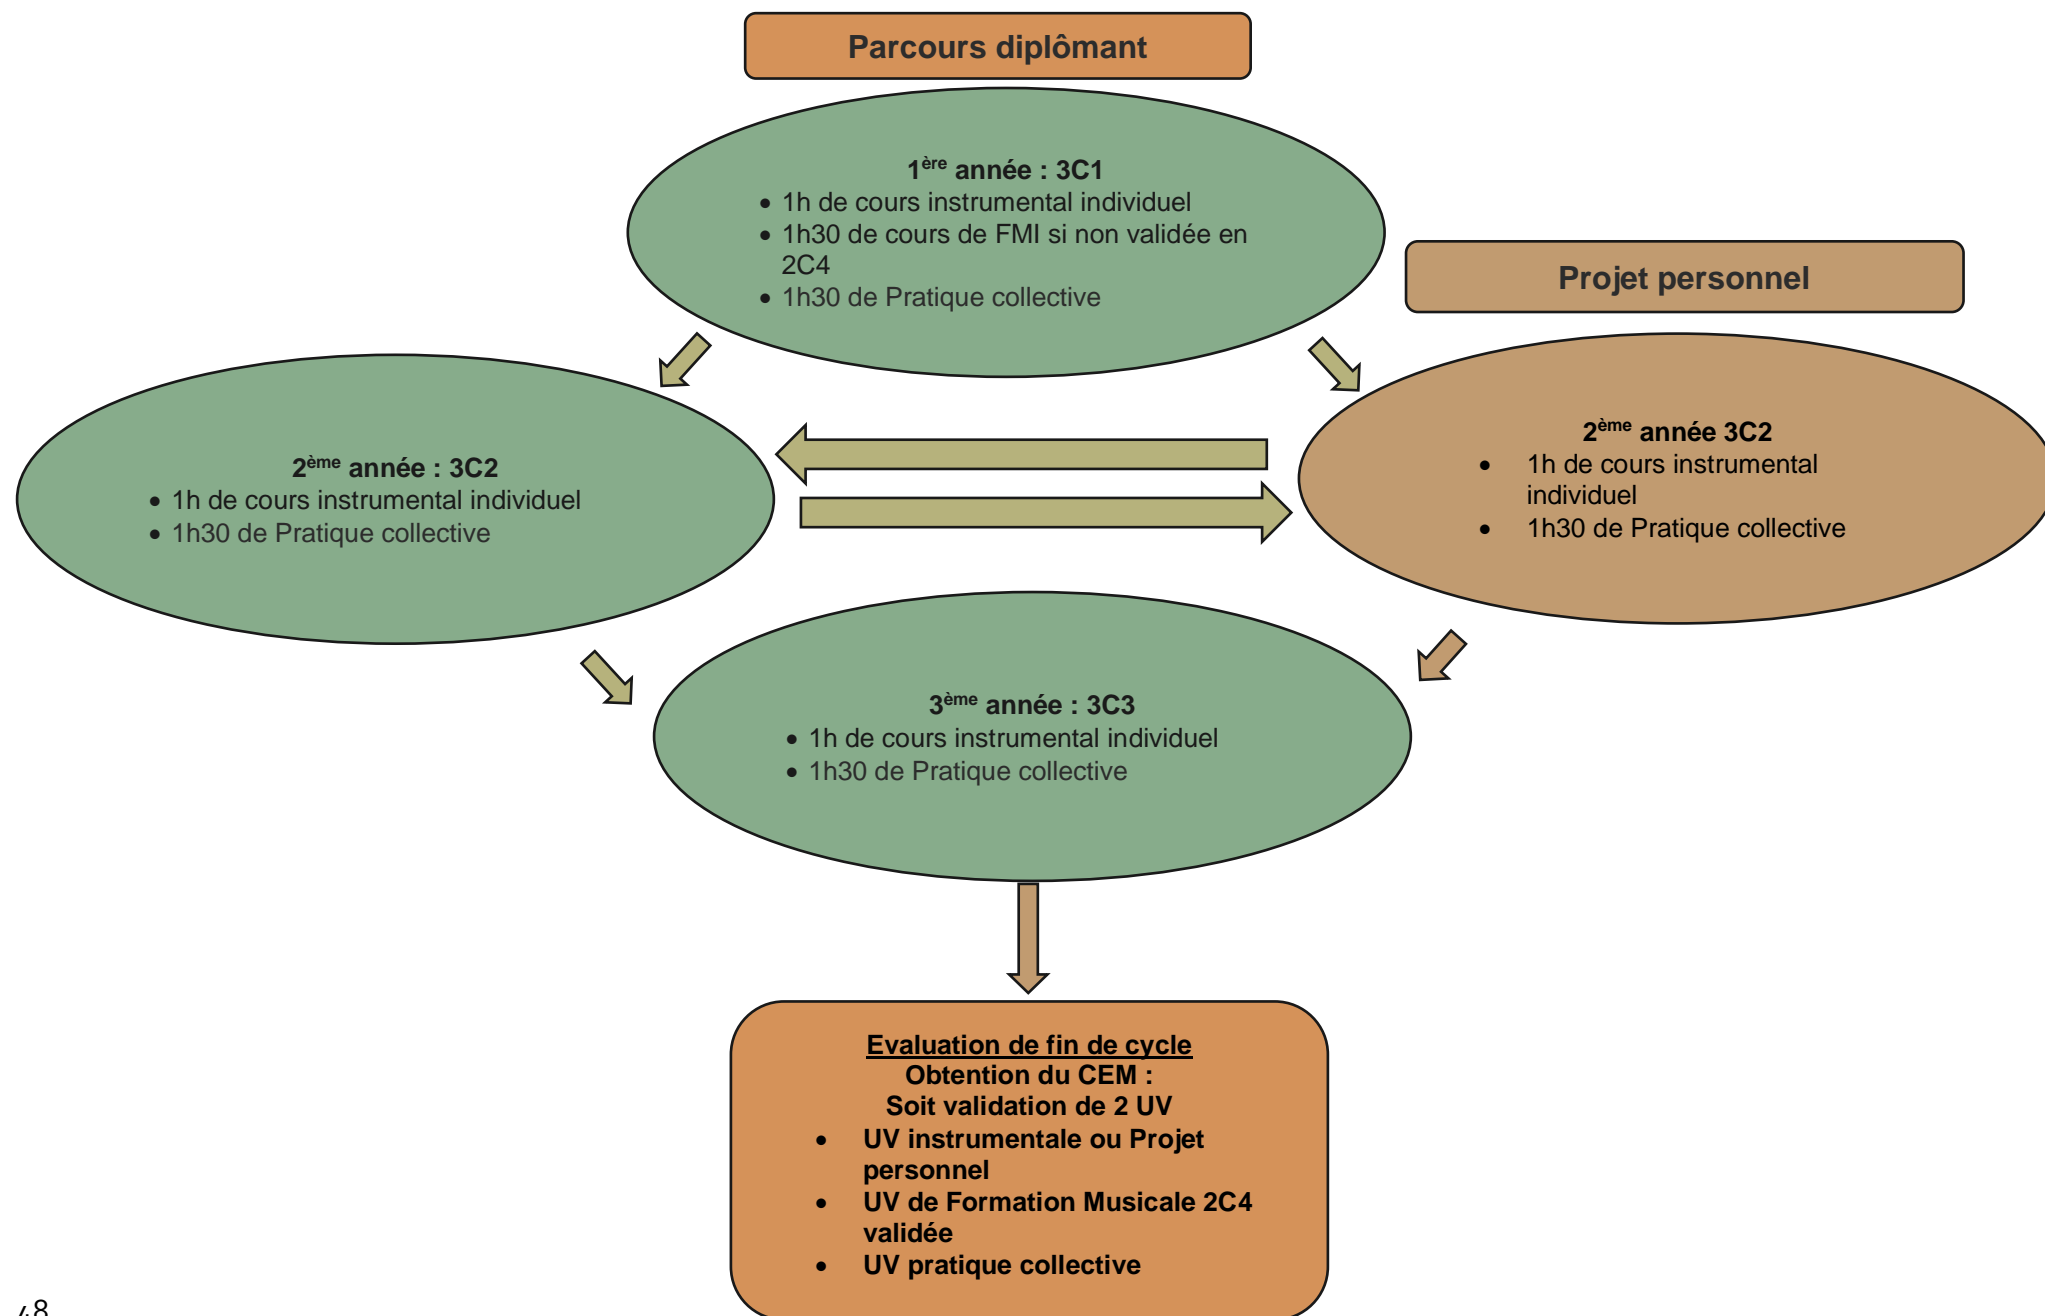 Parcours diplômant
1ère année : 3C1
• 1h de cours instrumental individuel
• 1h30 de cours de FMI si non validée en
2C4
• 1h30 de Pratique collective
Projet personnel
2ème année : 3C2
• 1h de cours instrumental individuel
• 1h30 de Pratique collective
2ème année 3C2
• 1h de cours instrumental
individuel
• 1h30 de Pratique collective
3ème année : 3C3
• 1h de cours instrumental individuel
• 1h30 de Pratique collective
Evaluation de fin de cycle
Obtention du CEM :
Soit validation de 2 UV
• UV instrumentale ou Projet
personnel
• UV de Formation Musicale 2C4
validée
• UV pratique collective
48